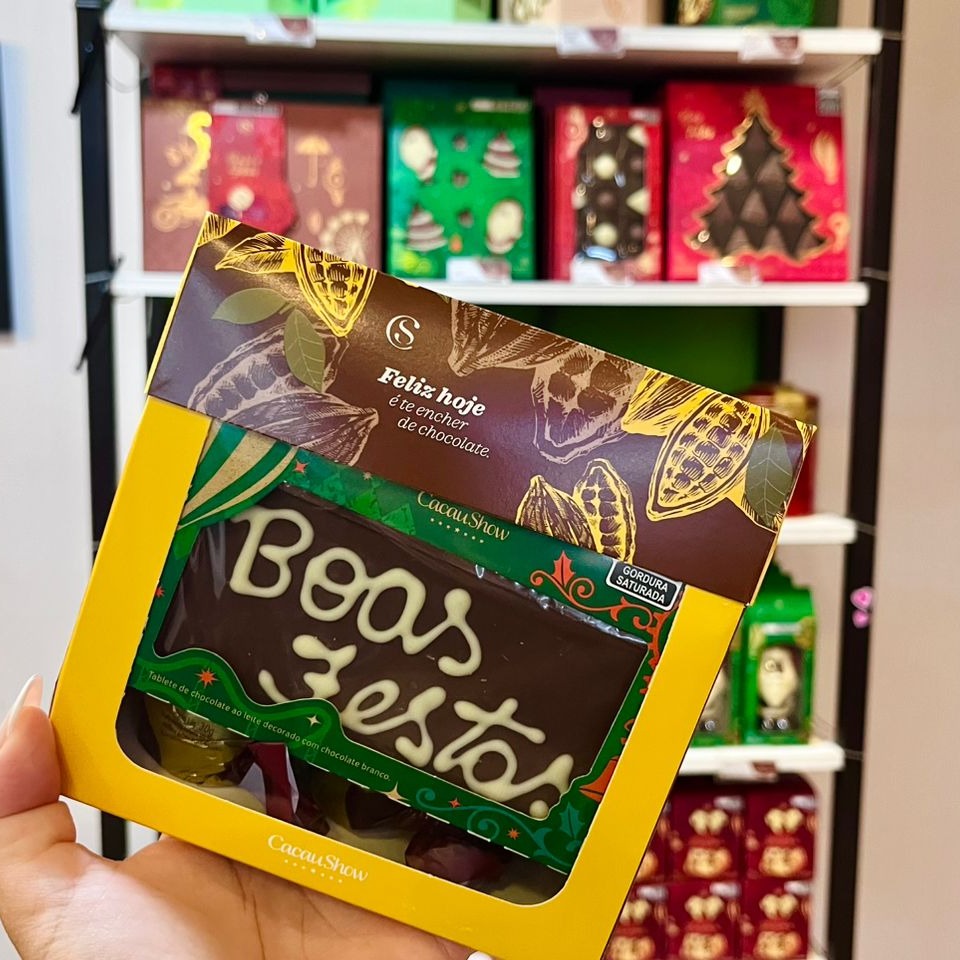 CS
Feliz hoje
é te encher
de chocolate.
CacauShow
GORDURA
SATURADA
Boas
Festas!
Tablete de chocolate ao leite decorado com chocolate branco.
CacauShow